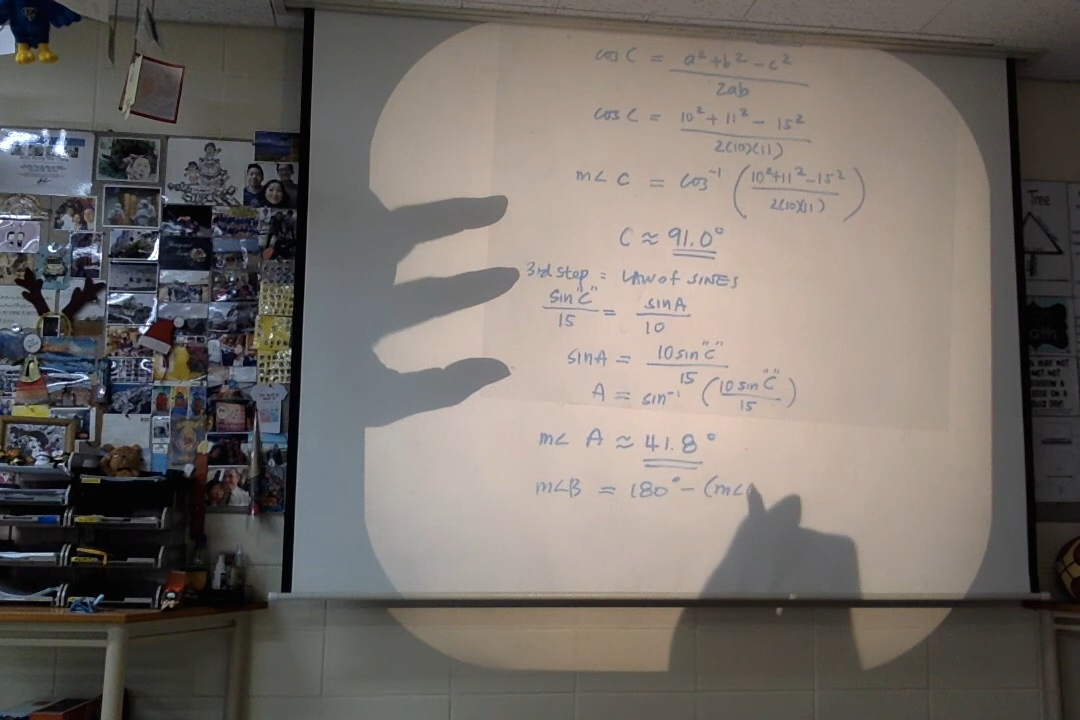 cos C = a² + b² - c² / 2ab
cos C = 10² + 11² - 15² / 2(10)(11)
m∠ C = cos⁻¹ (10² + 11² - 15² / 2(10)(11))
C ≈ 91.0°
3rd step = LAW of SINES
sin"C" / 15 = sin A / 10
sin A = 10 sin"C" / 15
A = sin⁻¹ (10 sin"C" / 15)
m∠ A ≈ 41.8°
m∠B = 180° - (m∠
Tree